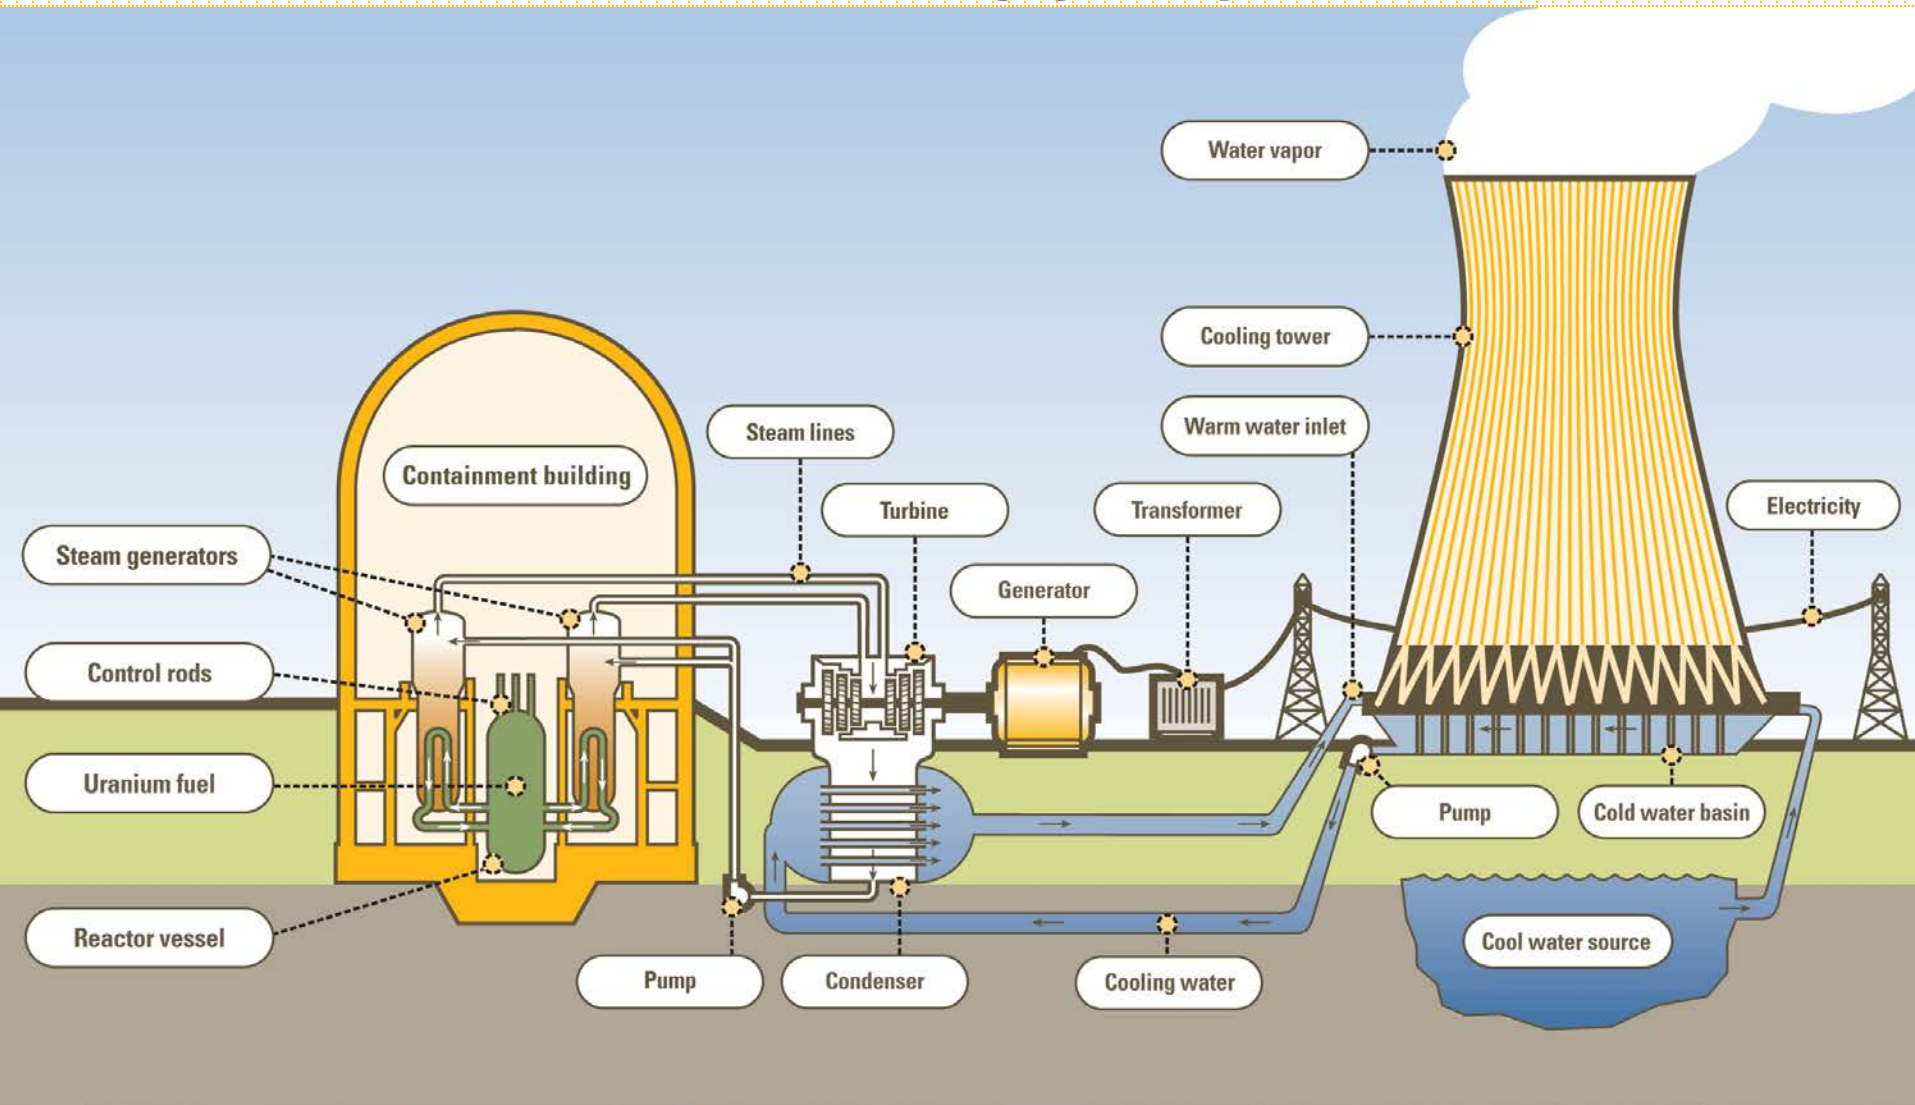 Water vapor
Cooling tower
Steam lines
Warm water inlet
Containment building
Turbine
Transformer
Electricity
Steam generators
Generator
Control rods
Uranium fuel
Pump
Cold water basin
Reactor vessel
Cool water source
Pump
Condenser
Cooling water